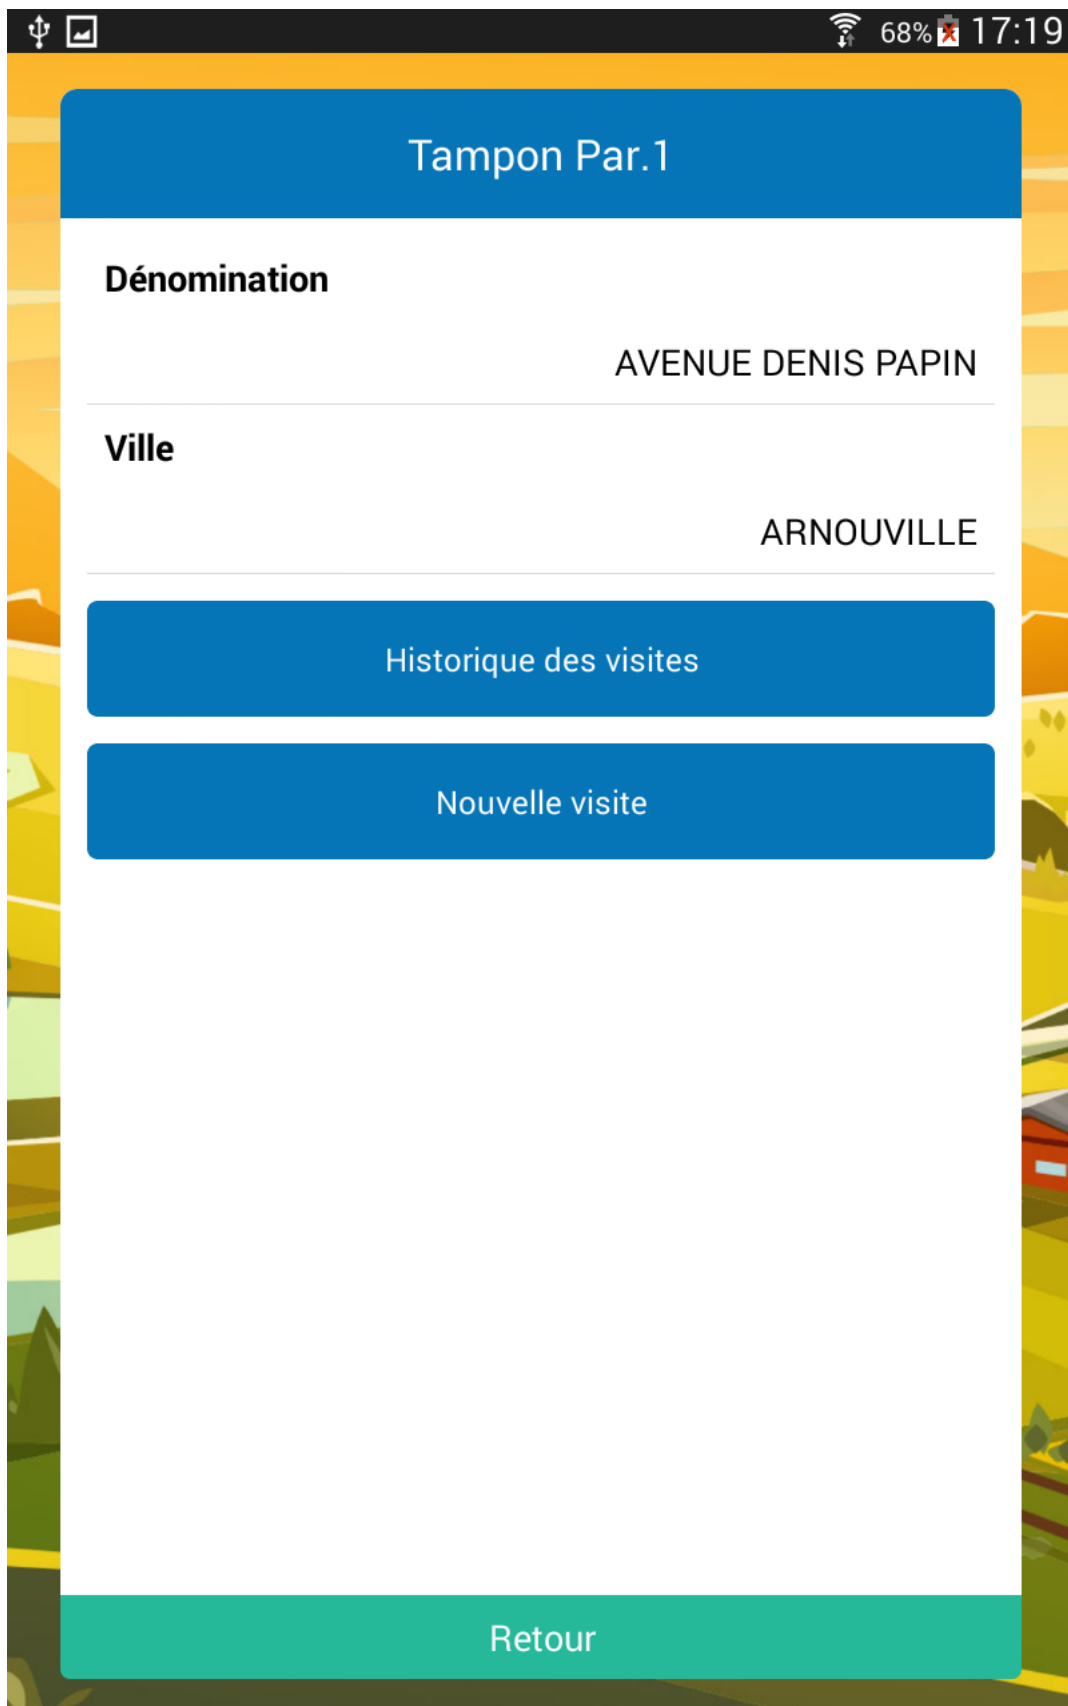 68% 17:19
Tampon Par.1
Dénomination
AVENUE DENIS PAPIN
Ville
ARNOUVILLE
Historique des visites
Nouvelle visite
Retour